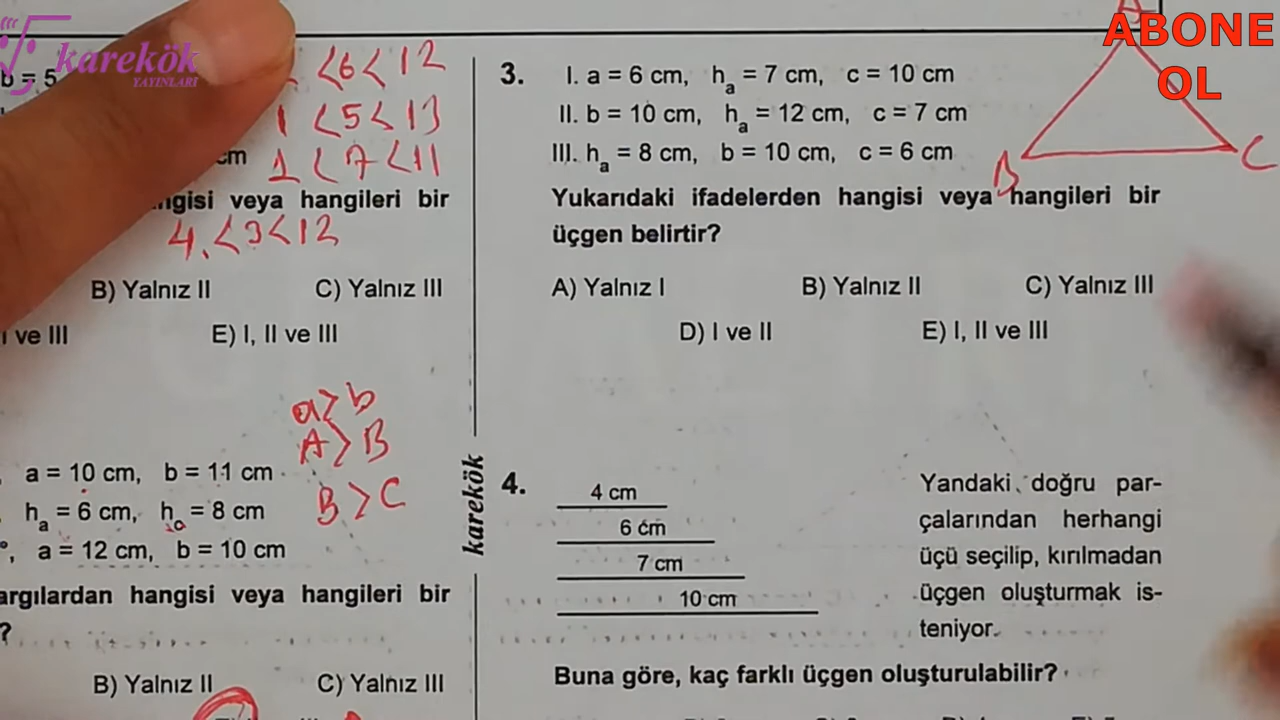 karekök
YAYINLARI
b = 5
<6<12
1<5<13
cm 1<7<11
ngisi veya hangileri bir
4.<3<12
B) Yalnız II C) Yalnız III
ve III E) I, II ve III
a>b
A>B
a = 10 cm, b = 11 cm
B>C
ha = 6 cm, ha = 8 cm
°, a = 12 cm, b = 10 cm
argılardan hangisi veya hangileri bir
?
B) Yalnız II C) Yalnız III
karekök
ABONE
OL
3. I. a = 6 cm, ha = 7 cm, c = 10 cm
II. b = 10 cm, ha = 12 cm, c = 7 cm
III. ha = 8 cm, b = 10 cm, c = 6 cm
B C
Yukarıdaki ifadelerden hangisi veya hangileri bir
üçgen belirtir?
A) Yalnız I B) Yalnız II C) Yalnız III
D) I ve II E) I, II ve III
4.
4 cm
6 cm
7 cm
10 cm
Yandaki doğru par-
çalarından herhangi
üçü seçilip, kırılmadan
üçgen oluşturmak is-
teniyor.
Buna göre, kaç farklı üçgen oluşturulabilir?